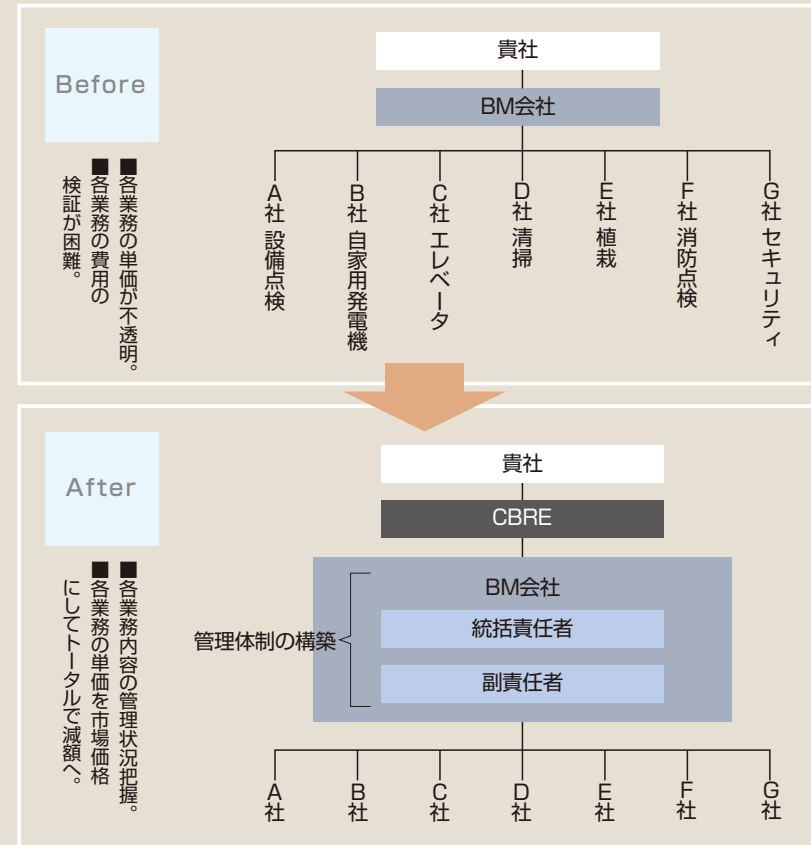 Before
■各業務の単価が不透明。
■各業務の費用の
検証が困難。
貴社
BM会社
A社 設備点検
B社 自家用発電機
C社 エレベータ
D社 清掃
E社 植栽
F社 消防点検
G社 セキュリティ
After
■各業務内容の管理状況把握。
■各業務の単価を市場価格
にしてトータルで減額へ。
貴社
CBRE
BM会社
管理体制の構築
統括責任者
副責任者
A社
B社
C社
D社
E社
F社
G社